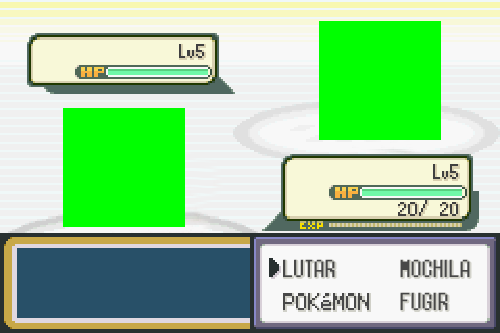 Lv5
HP
Lv5
HP
20/ 20
EXP
LUTAR MOCHILA
POKéMON FUGIR